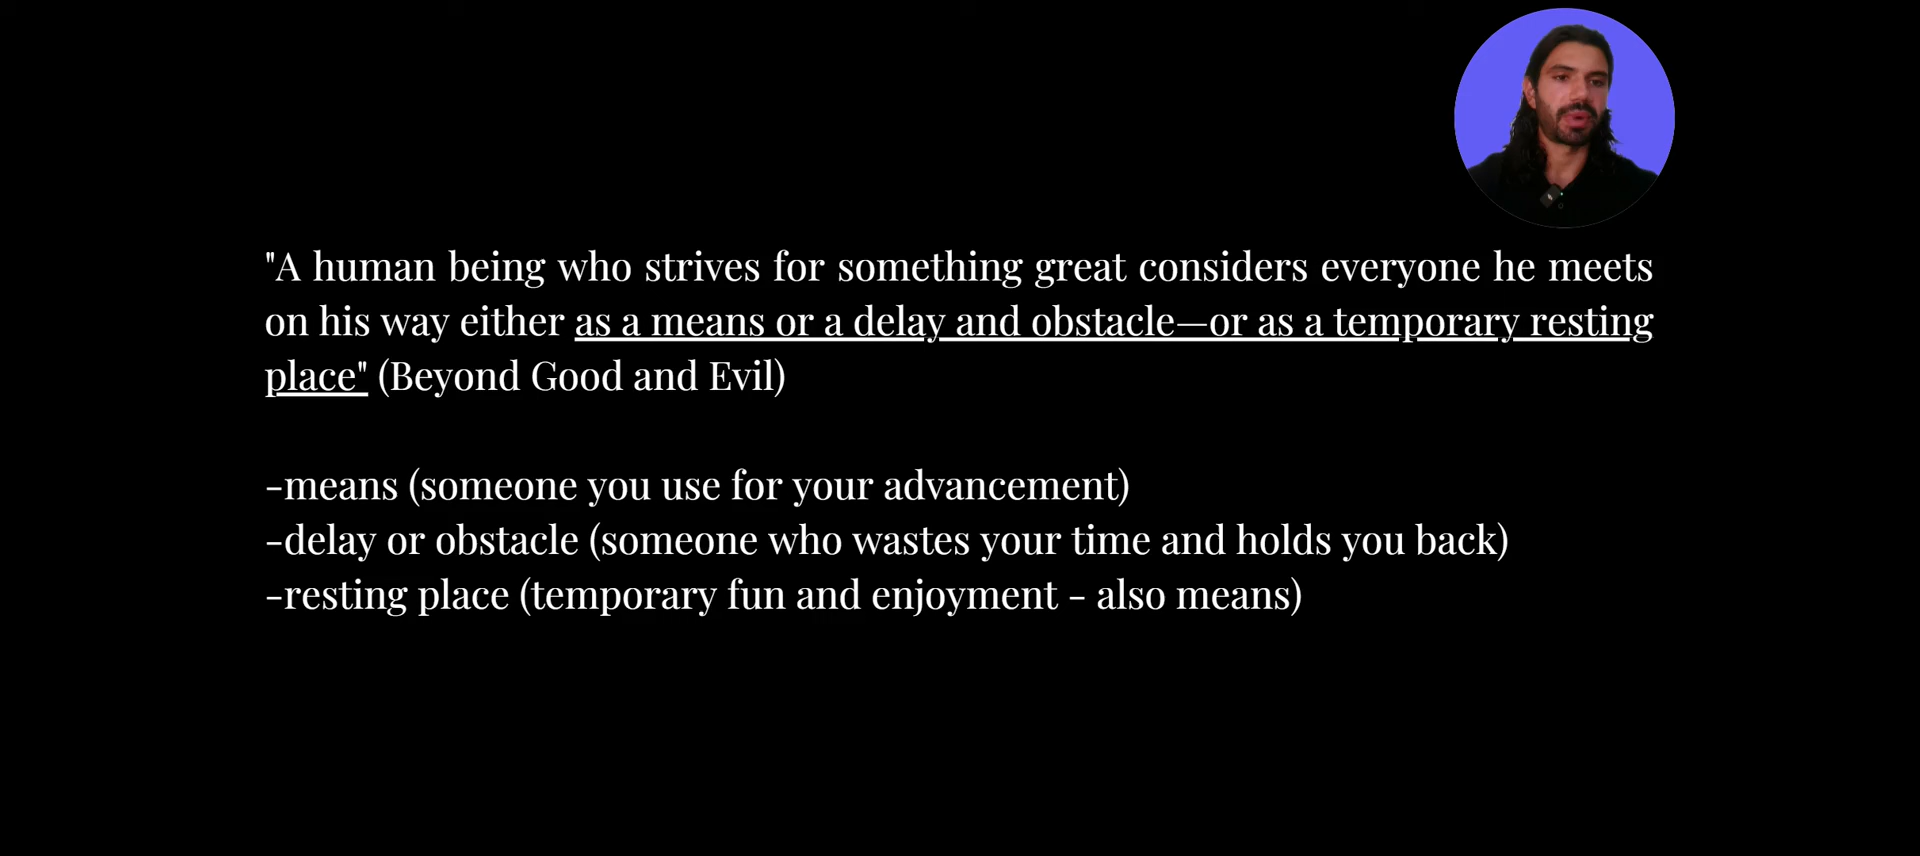 "A human being who strives for something great considers everyone he meets
on his way either as a means or a delay and obstacle—or as a temporary resting
place" (Beyond Good and Evil)
-means (someone you use for your advancement)
-delay or obstacle (someone who wastes your time and holds you back)
-resting place (temporary fun and enjoyment - also means)